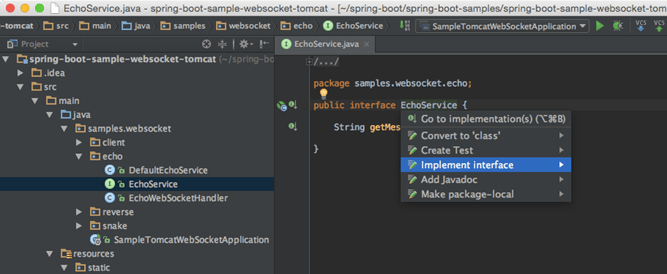 EchoService.java - spring-boot-sample-websocket-tomcat - [~/spring/boot/spring-boot-samples/spring-boot-sample-websocket-t
-tomcat
src
main
java
samples
websocket
echo
EchoService
SampleTomcatWebSocketApplication
VCS
VCS
Project
EchoService.java
spring-boot-sample-websocket-tomcat (~/spring-bo
.idea
src
main
java
samples.websocket
client
echo
DefaultEchoService
EchoService
EchoWebSocketHandler
reverse
snake
SampleTomcatWebSocketApplication
resources
static
/.../
package samples.websocket.echo;
public interface EchoService {
String getMes
}
Go to implementation(s) (⌥⌘B)
Convert to 'class'
Create Test
Implement interface
Add Javadoc
Make package-local